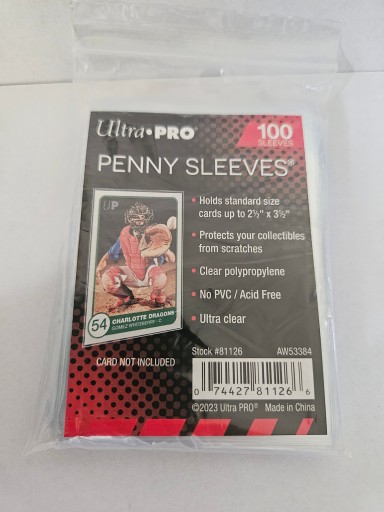 Ultra•PRO®
100
SLEEVES
PENNY SLEEVES®
• Holds standard size
cards up to 2½" x 3½"
• Protects your collectibles
from scratches
• Clear polypropylene
• No PVC / Acid Free
• Ultra clear
UP
54
CHARLOTTE DRAGONS
CARD NOT INCLUDED
Stock #81126
AW53384
0 74427 81126 6
©2023 Ultra PRO® Made in China